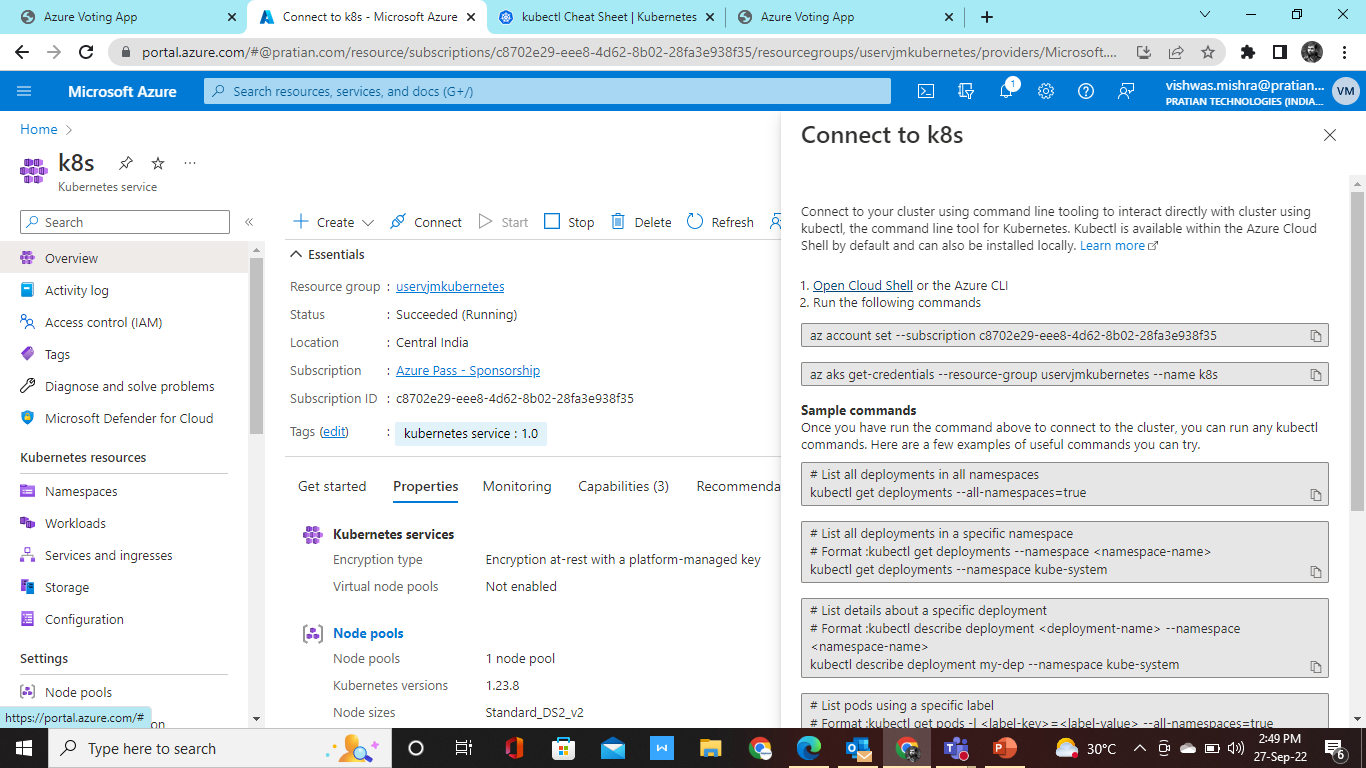 Azure Voting App
Connect to k8s - Microsoft Azure
kubectl Cheat Sheet | Kubernetes
Azure Voting App
portal.azure.com/#@pratian.com/resource/subscriptions/c8702e29-eee8-4d62-8b02-28fa3e938f35/resourcegroups/uservjmkubernetes/providers/Microsoft....
Microsoft Azure
Search resources, services, and docs (G+/)
1
vishwas.mishra@pratian...
PRATIAN TECHNOLOGIES (INDIA...
VM
Home
k8s
Kubernetes service
Search
Overview
Activity log
Access control (IAM)
Tags
Diagnose and solve problems
Microsoft Defender for Cloud
Kubernetes resources
Namespaces
Workloads
Services and ingresses
Storage
Configuration
Settings
Node pools
https://portal.azure.com/#
Create
Connect
Start
Stop
Delete
Refresh
Essentials
Resource group : uservjmkubernetes
Status : Succeeded (Running)
Location : Central India
Subscription : Azure Pass - Sponsorship
Subscription ID : c8702e29-eee8-4d62-8b02-28fa3e938f35
Tags (edit) : kubernetes service : 1.0
Get started Properties Monitoring Capabilities (3) Recommenda
Kubernetes services
Encryption type Encryption at-rest with a platform-managed key
Virtual node pools Not enabled
Node pools
Node pools 1 node pool
Kubernetes versions 1.23.8
Node sizes Standard_DS2_v2
Connect to k8s
Connect to your cluster using command line tooling to interact directly with cluster using
kubectl, the command line tool for Kubernetes. Kubectl is available within the Azure Cloud
Shell by default and can also be installed locally. Learn more
1. Open Cloud Shell or the Azure CLI
2. Run the following commands
az account set --subscription c8702e29-eee8-4d62-8b02-28fa3e938f35
az aks get-credentials --resource-group uservjmkubernetes --name k8s
Sample commands
Once you have run the command above to connect to the cluster, you can run any kubectl
commands. Here are a few examples of useful commands you can try.
# List all deployments in all namespaces
kubectl get deployments --all-namespaces=true
# List all deployments in a specific namespace
# Format :kubectl get deployments --namespace <namespace-name>
kubectl get deployments --namespace kube-system
# List details about a specific deployment
# Format :kubectl describe deployment <deployment-name> --namespace
<namespace-name>
kubectl describe deployment my-dep --namespace kube-system
# List pods using a specific label
# Format :kubectl get pods -l <label-key>=<label-value> --all-namespaces=true
Type here to search
30°C
2:49 PM
27-Sep-22
6